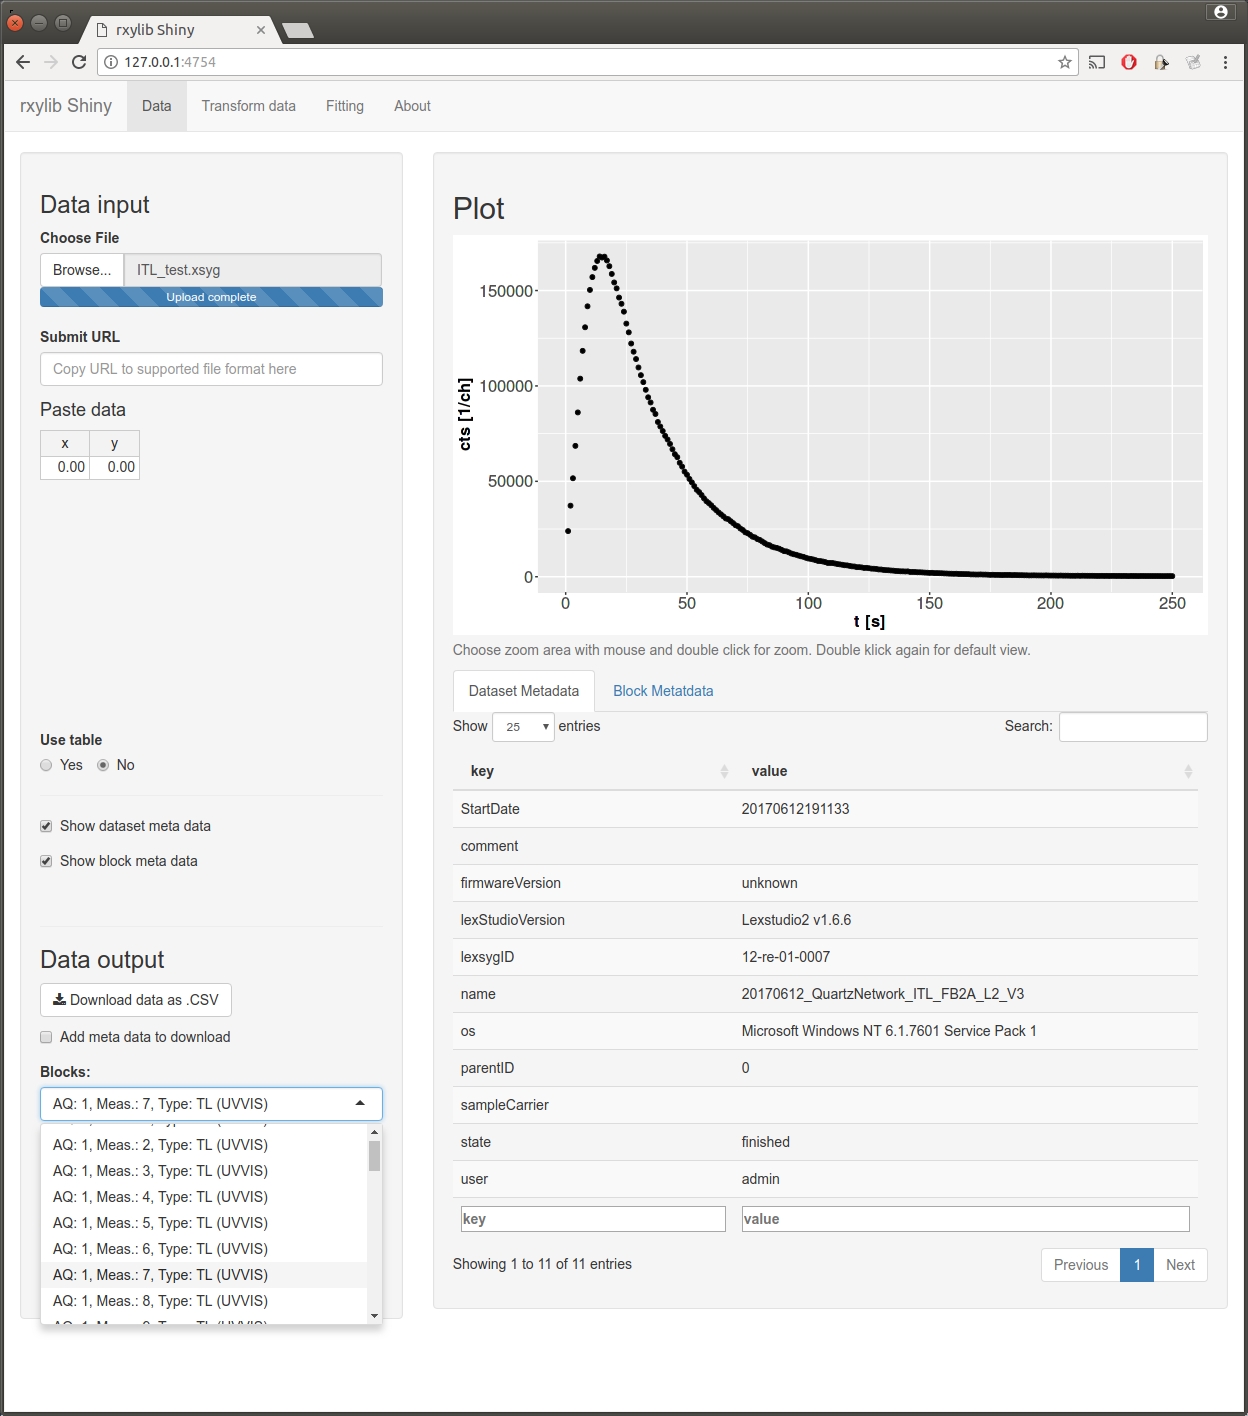 rxylib Shiny
127.0.0.1:4754
rxylib Shiny Data Transform data Fitting About
Data input
Choose File
Browse... ITL_test.xsyg
Upload complete
Submit URL
Copy URL to supported file format here
Paste data
x y
0.00 0.00
Use table
Yes No
Show dataset meta data
Show block meta data
Data output
Download data as .CSV
Add meta data to download
Blocks:
AQ: 1, Meas.: 7, Type: TL (UVVIS)
AQ: 1, Meas.: 2, Type: TL (UVVIS)
AQ: 1, Meas.: 3, Type: TL (UVVIS)
AQ: 1, Meas.: 4, Type: TL (UVVIS)
AQ: 1, Meas.: 5, Type: TL (UVVIS)
AQ: 1, Meas.: 6, Type: TL (UVVIS)
AQ: 1, Meas.: 7, Type: TL (UVVIS)
AQ: 1, Meas.: 8, Type: TL (UVVIS)
Plot
cts [1/ch]
150000
100000
50000
0
0 50 100 150 200 250
t [s]
Choose zoom area with mouse and double click for zoom. Double klick again for default view.
Dataset Metadata Block Metatdata
Show 25 entries Search:
key value
StartDate 20170612191133
comment
firmwareVersion unknown
lexStudioVersion Lexstudio2 v1.6.6
lexsygID 12-re-01-0007
name 20170612_QuartzNetwork_ITL_FB2A_L2_V3
os Microsoft Windows NT 6.1.7601 Service Pack 1
parentID 0
sampleCarrier
state finished
user admin
key value
Showing 1 to 11 of 11 entries Previous 1 Next